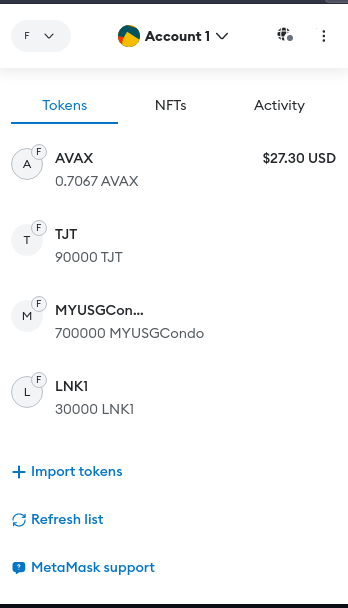 F
Account 1
Tokens NFTs Activity
A F AVAX $27.30 USD
0.7067 AVAX
T F TJT
90000 TJT
M F MYUSGCon...
700000 MYUSGCondo
L F LNK1
30000 LNK1
Import tokens
Refresh list
MetaMask support